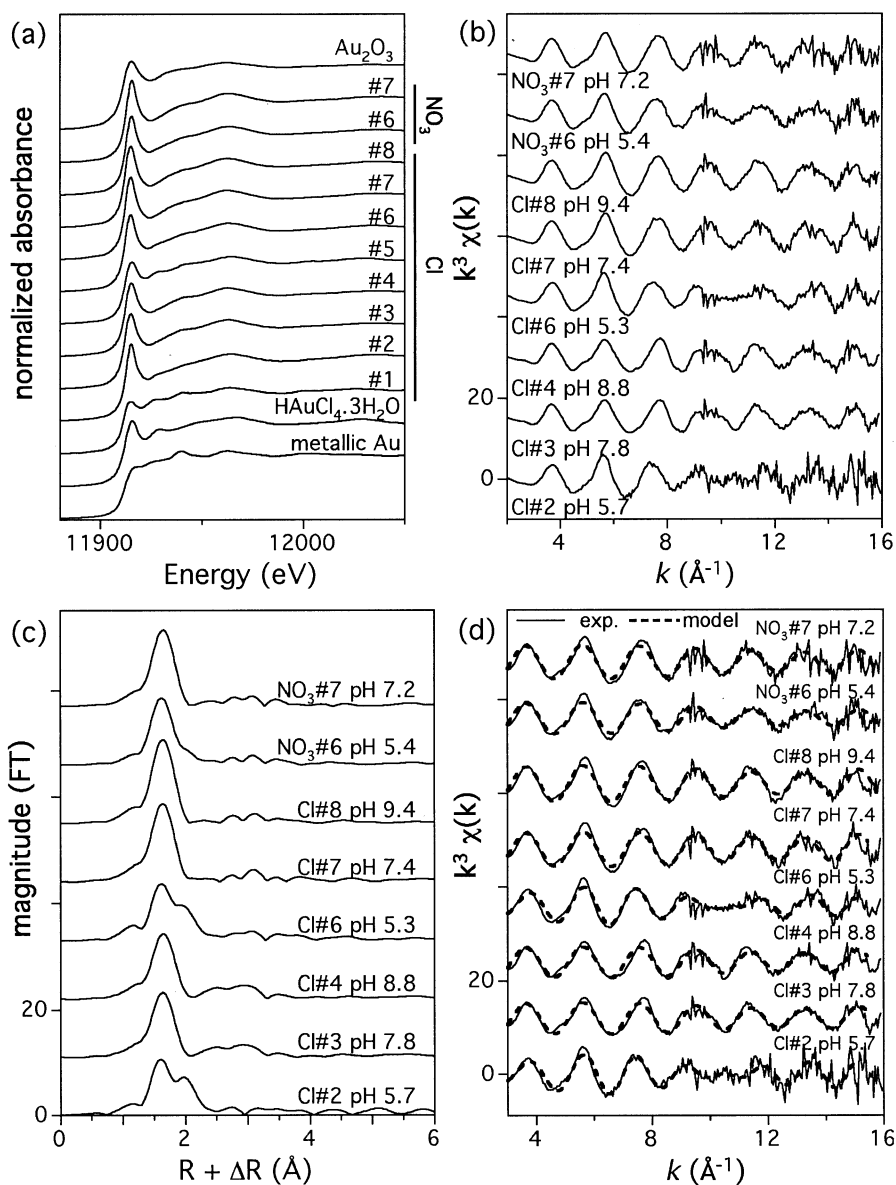 (a)
Au₂O₃
#7
#6
NO₃
#8
#7
#6
#5
#4
#3
#2
#1
Cl
HAuCl₄.3H₂O
metallic Au
normalized absorbance
11900
12000
Energy (eV)
(b)
NO₃#7 pH 7.2
NO₃#6 pH 5.4
Cl#8 pH 9.4
Cl#7 pH 7.4
Cl#6 pH 5.3
Cl#4 pH 8.8
Cl#3 pH 7.8
Cl#2 pH 5.7
k³ χ(k)
20
0
4
8
12
16
k (Å⁻¹)
(c)
NO₃#7 pH 7.2
NO₃#6 pH 5.4
Cl#8 pH 9.4
Cl#7 pH 7.4
Cl#6 pH 5.3
Cl#4 pH 8.8
Cl#3 pH 7.8
Cl#2 pH 5.7
magnitude (FT)
20
0
0
2
4
6
R + ΔR (Å)
(d)
exp.
model
NO₃#7 pH 7.2
NO₃#6 pH 5.4
Cl#8 pH 9.4
Cl#7 pH 7.4
Cl#6 pH 5.3
Cl#4 pH 8.8
Cl#3 pH 7.8
Cl#2 pH 5.7
k³ χ(k)
20
0
4
8
12
16
k (Å⁻¹)